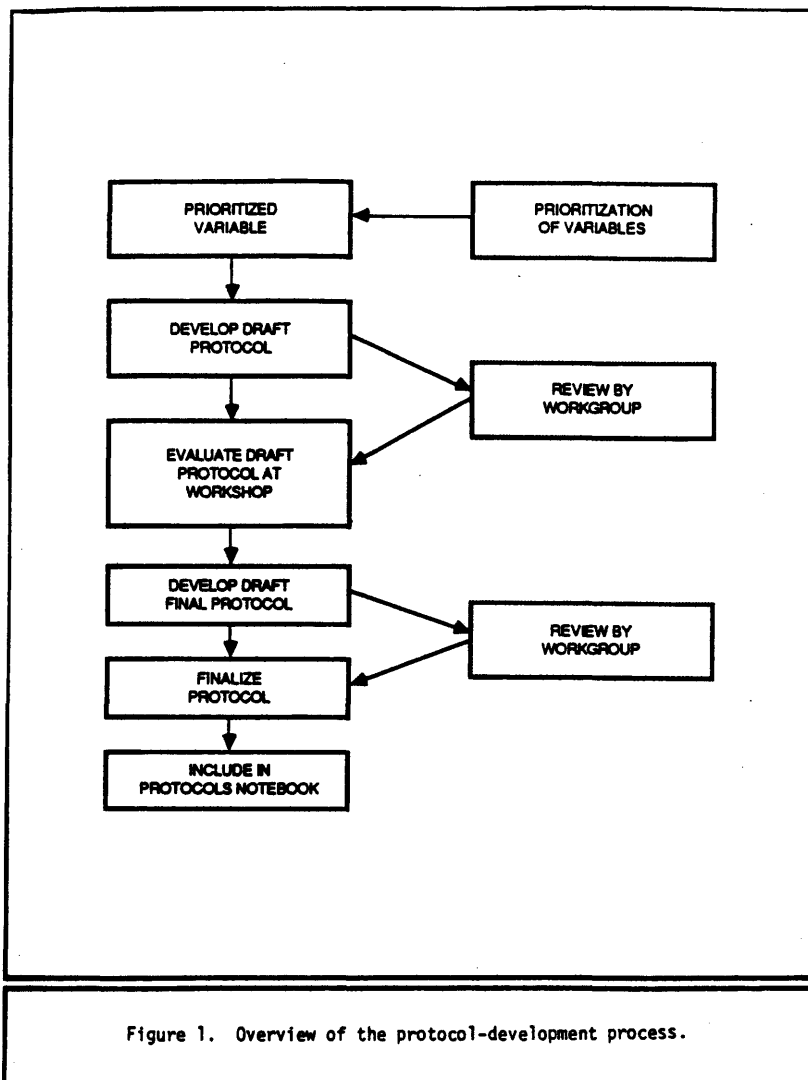 PRIORITIZED
VARIABLE
PRIORITIZATION
OF VARIABLES
DEVELOP DRAFT
PROTOCOL
REVIEW BY
WORKGROUP
EVALUATE DRAFT
PROTOCOL AT
WORKSHOP
DEVELOP DRAFT
FINAL PROTOCOL
REVIEW BY
WORKGROUP
FINALIZE
PROTOCOL
INCLUDE IN
PROTOCOLS NOTEBOOK
Figure 1. Overview of the protocol-development process.